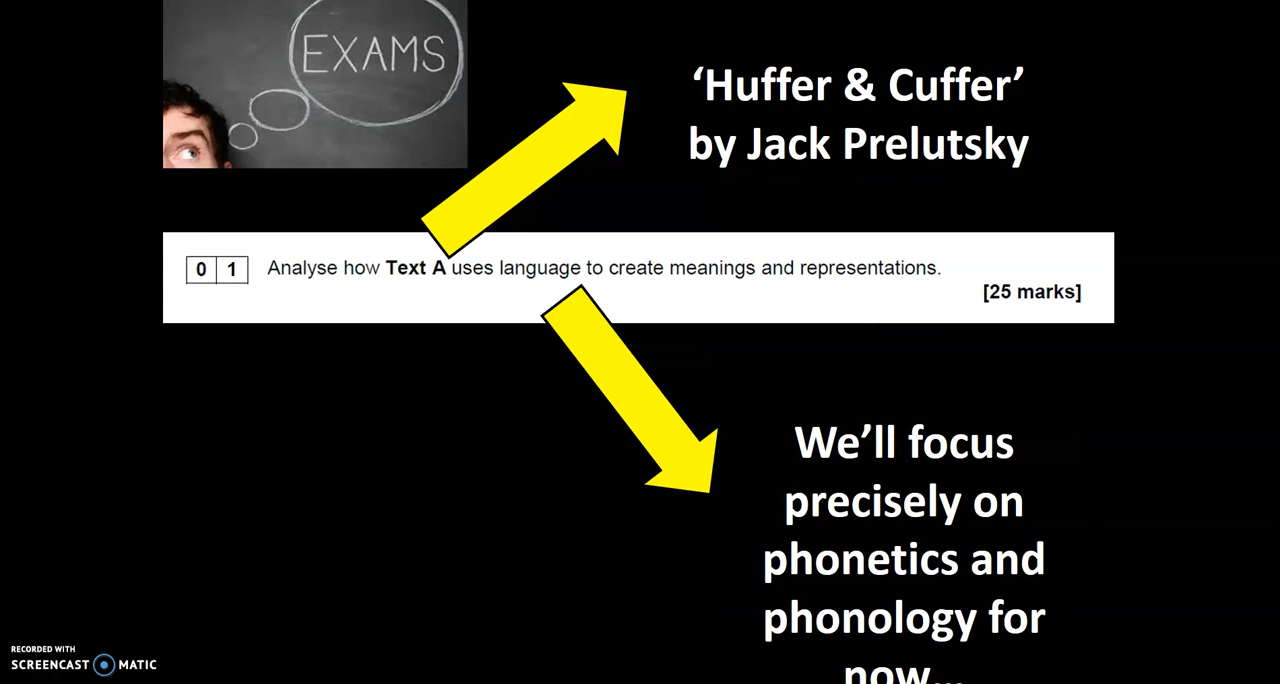 EXAMS
‘Huffer & Cuffer’
by Jack Prelutsky
0 1 Analyse how Text A uses language to create meanings and representations.
[25 marks]
We’ll focus
precisely on
phonetics and
phonology for
now...
RECORDED WITH
SCREENCAST MATIC